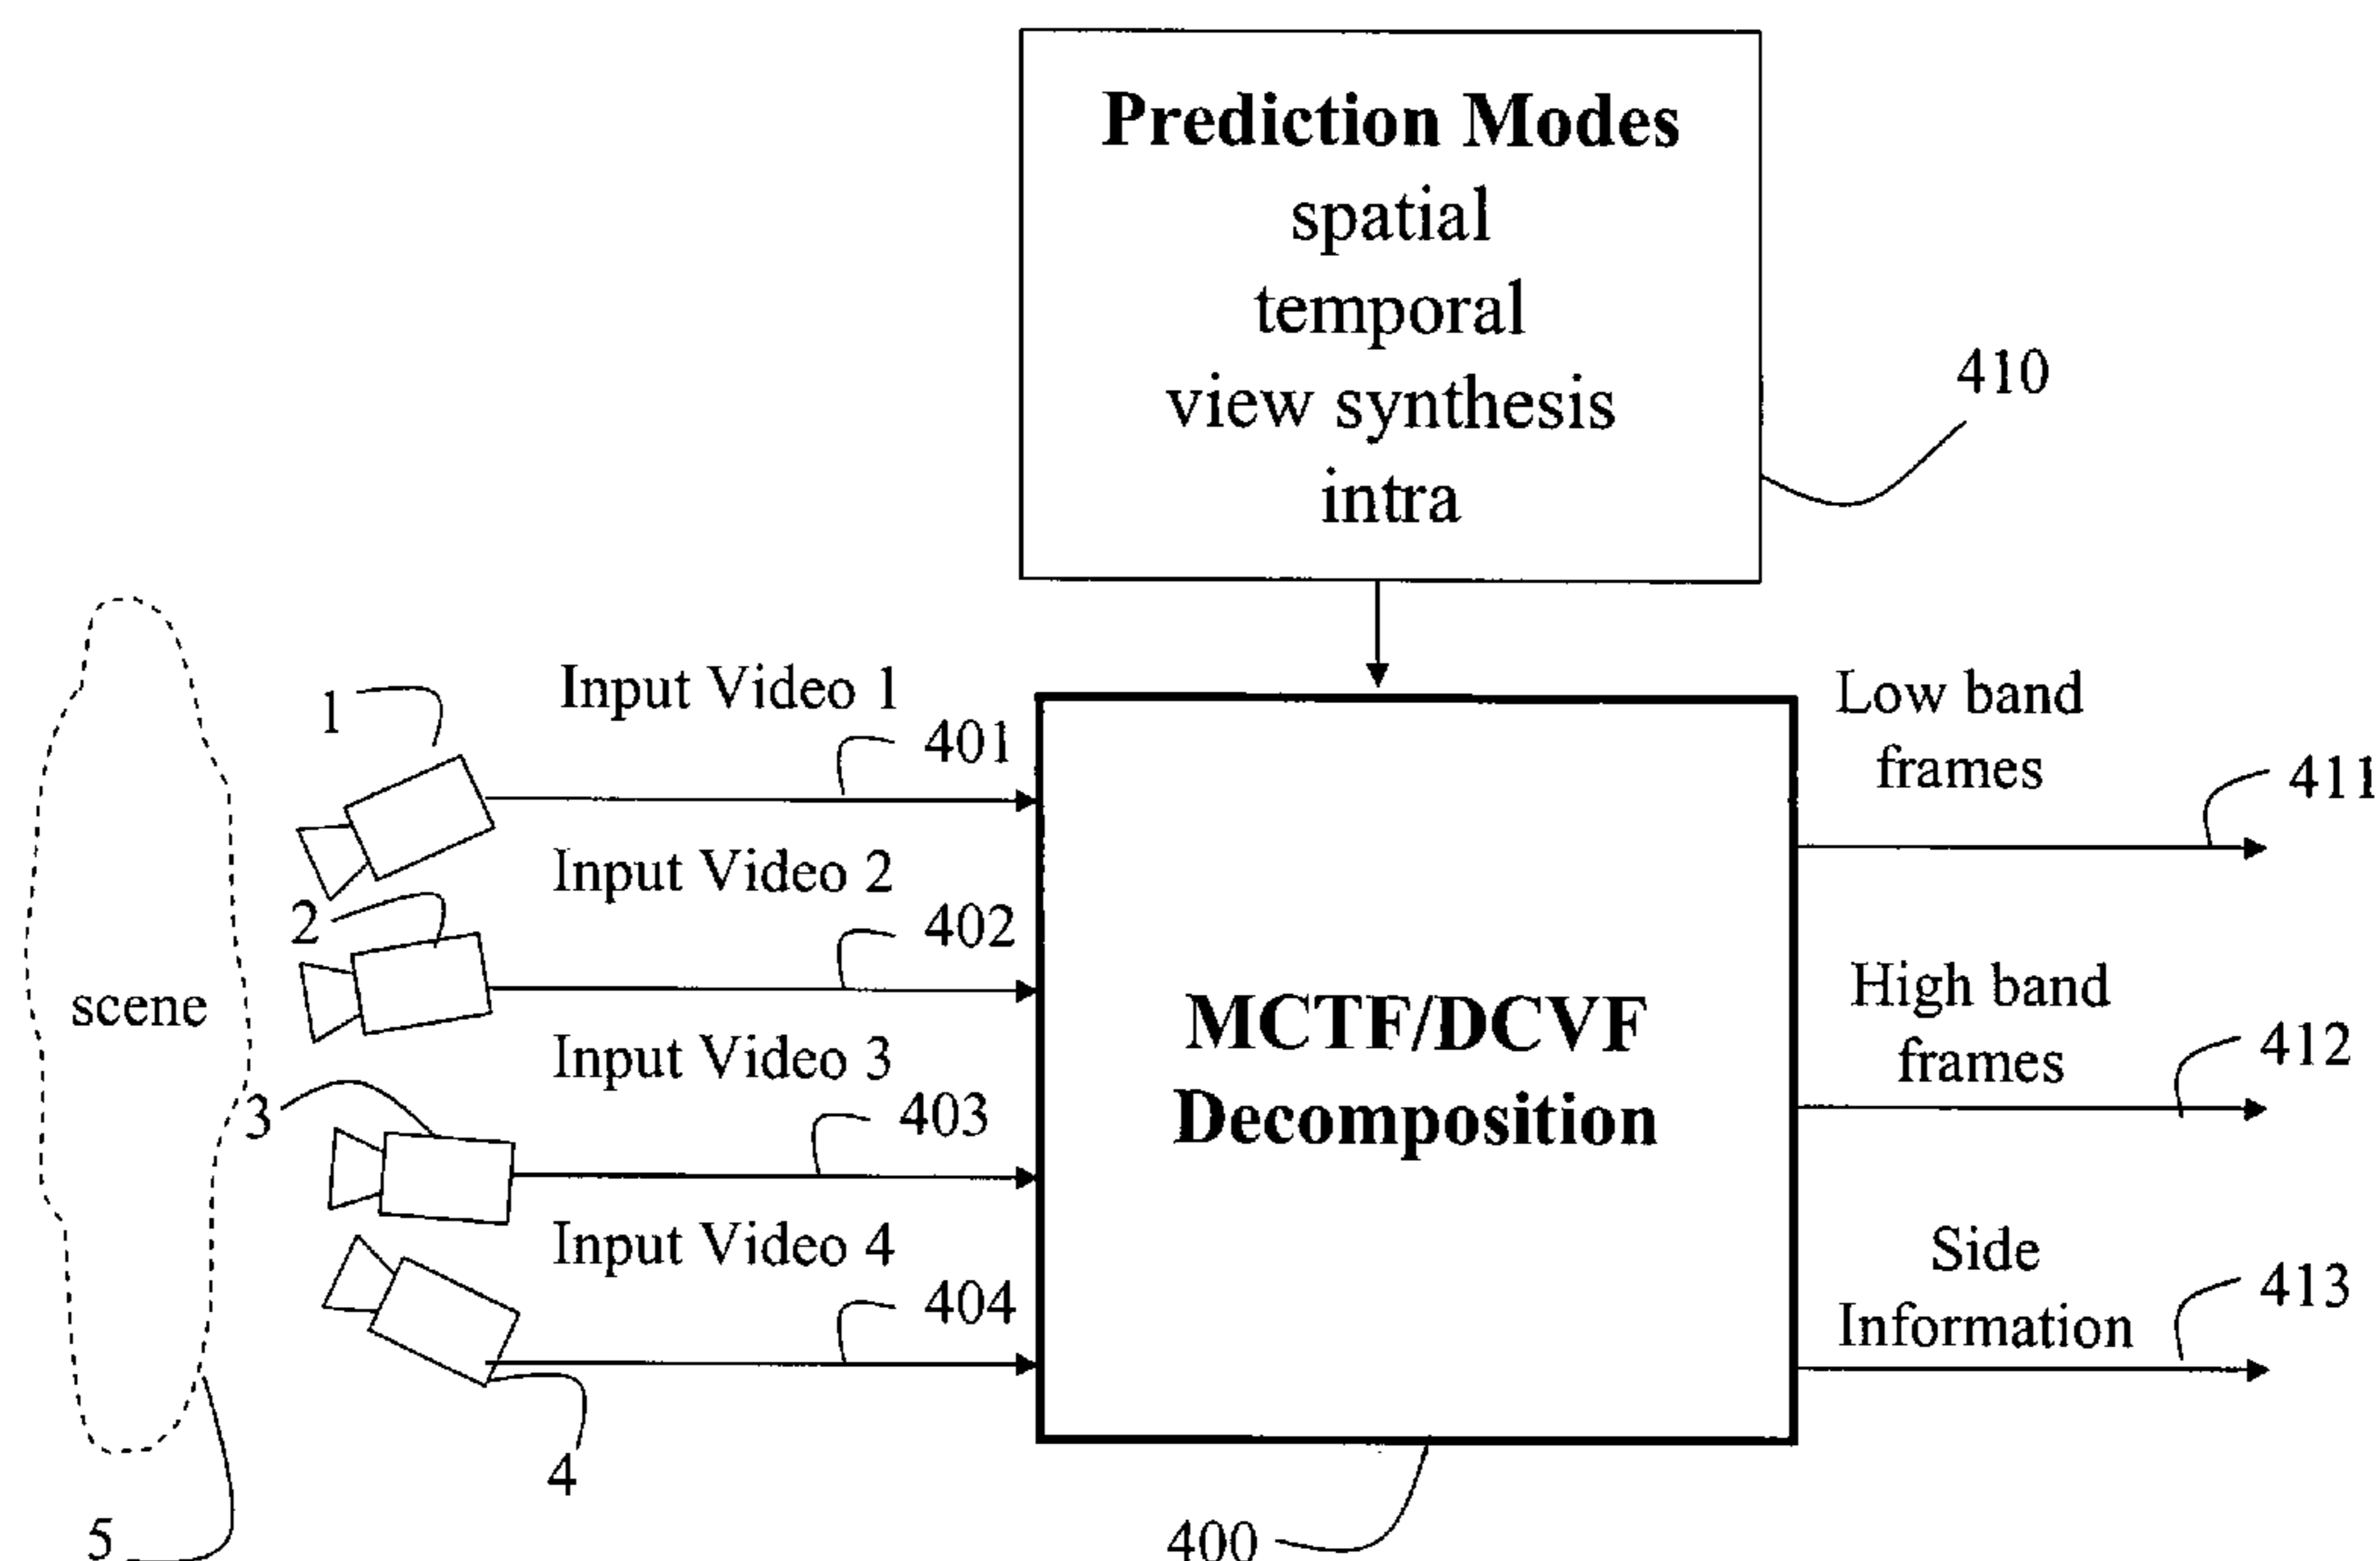 Prediction Modes
spatial
temporal
view synthesis
intra
410
Input Video 1
1
401
Low band
frames
411
Input Video 2
2
402
scene
MCTF/DCVF
Decomposition
High band
frames
412
Input Video 3
3
403
Input Video 4
4
404
Side
Information
413
5
400